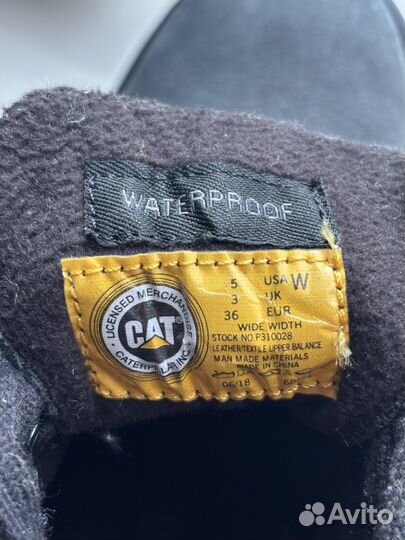 WATERPROOF
LICENSED MERCHANDISE
CAT
CATERPILLAR INC.
5 USA W
3 UK
36 EUR
WIDE WIDTH
STOCK NO.P310028
LEATHER/TEXTILE UPPER BALANCE
MAN MADE MATERIALS
MADE IN CHINA
06/18
Avito